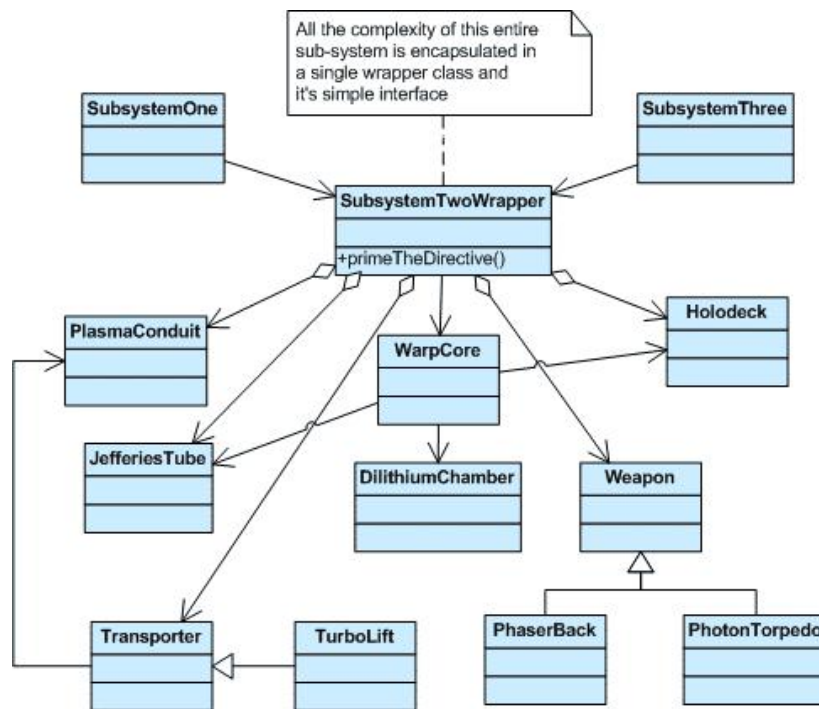 All the complexity of this entire
sub-system is encapsulated in
a single wrapper class and
it's simple interface
SubsystemOne
SubsystemThree
SubsystemTwoWrapper
+primeTheDirective()
PlasmaConduit
Holodeck
WarpCore
JefferiesTube
DilithiumChamber
Weapon
Transporter
TurboLift
PhaserBack
PhotonTorpedo